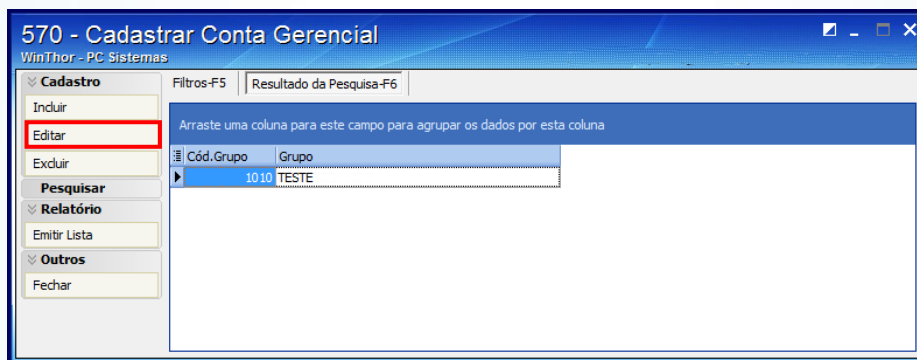 570 - Cadastrar Conta Gerencial
WinThor - PC Sistemas
Cadastro
Incluir
Editar
Excluir
Pesquisar
Relatório
Emitir Lista
Outros
Fechar
Filtros-F5
Resultado da Pesquisa-F6
Arraste uma coluna para este campo para agrupar os dados por esta coluna
Cód.Grupo Grupo
1010 TESTE